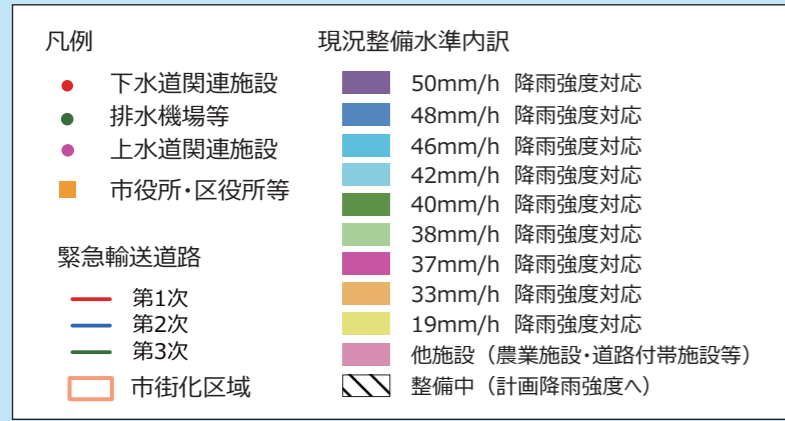 凡例
下水道関連施設
排水機場等
上水道関連施設
市役所・区役所等
緊急輸送道路
第1次
第2次
第3次
市街化区域
現況整備水準内訳
50mm/h 降雨強度対応
48mm/h 降雨強度対応
46mm/h 降雨強度対応
42mm/h 降雨強度対応
40mm/h 降雨強度対応
38mm/h 降雨強度対応
37mm/h 降雨強度対応
33mm/h 降雨強度対応
19mm/h 降雨強度対応
他施設（農業施設・道路付帯施設等）
整備中（計画降雨強度へ）